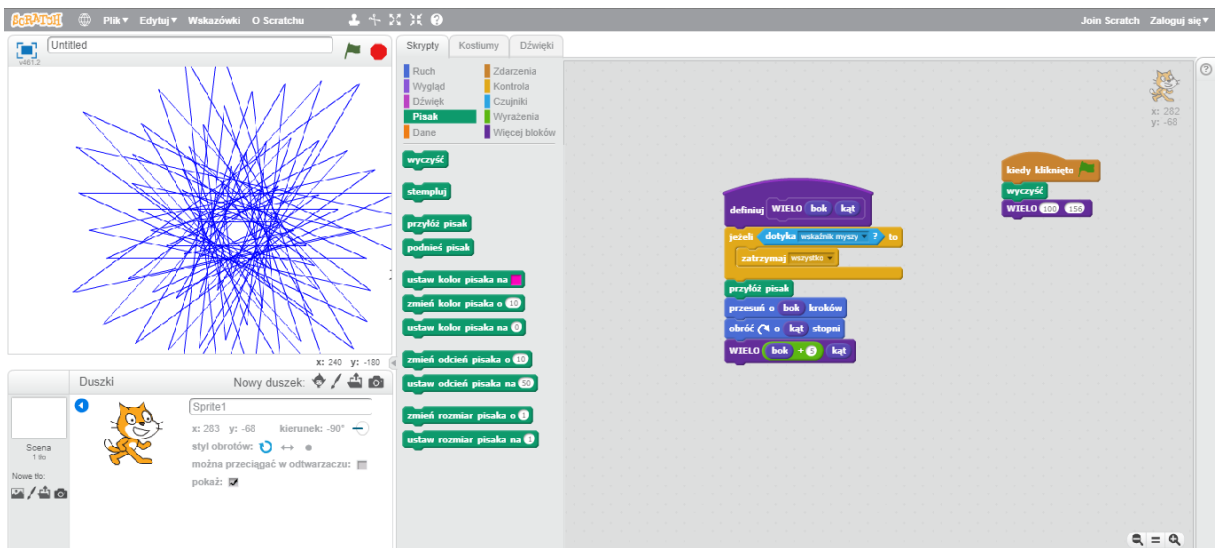 SCRATCH Plik Edytuj Wskazówki O Scratchu Join Scratch Zaloguj się
Untitled
v461.2
x: 240 y: -180
Duszki Nowy duszek:
Scena
1 tło
Nowe tło:
Sprite1
x: 283 y: -68 kierunek: -90°
styl obrotów:
można przeciągać w odtwarzaczu:
pokaż:
Skrypty Kostiumy Dźwięki
Ruch Zdarzenia
Wygląd Kontrola
Dźwięk Czujniki
Pisak Wyrażenia
Dane Więcej bloków
wyczyść
stempluj
przyłóż pisak
podnieś pisak
ustaw kolor pisaka na
zmień kolor pisaka o 10
ustaw kolor pisaka na 0
zmień odcień pisaka o 10
ustaw odcień pisaka na 50
zmień rozmiar pisaka o 1
ustaw rozmiar pisaka na 1
definiuj WIELO bok kąt
jeżeli dotyka wskaźnik myszy ? to
zatrzymaj wszystko
przyłóż pisak
przesuń o bok kroków
obróć o kąt stopni
WIELO bok + 5 kąt
kiedy kliknięto
wyczyść
WIELO 100 156
x: 282
y: -68